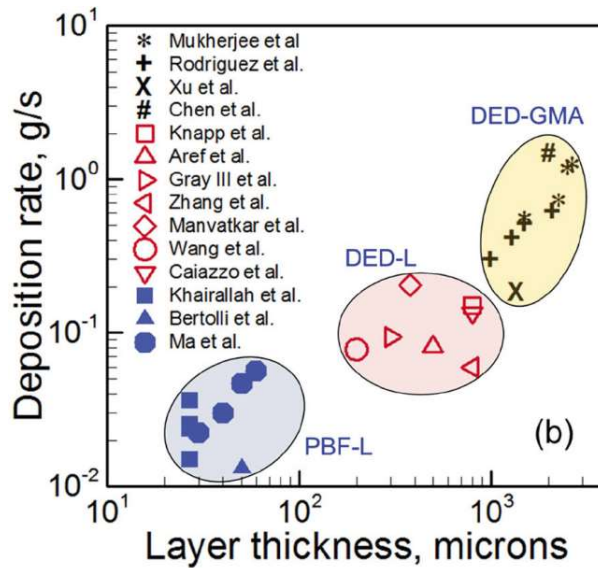 10¹
* Mukherjee et al
+ Rodriguez et al.
X Xu et al.
# Chen et al.
Knapp et al.
Aref et al.
Gray III et al.
Zhang et al.
Manvatkar et al.
Wang et al.
Caiazzo et al.
Khairallah et al.
Bertolli et al.
Ma et al.
DED-GMA
10⁰
DED-L
10⁻¹
PBF-L
(b)
10⁻²
10¹ 10² 10³
Deposition rate, g/s
Layer thickness, microns